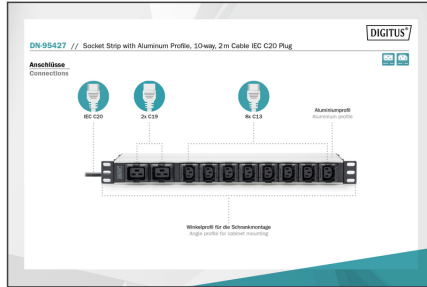 DIGITUS®
DN-95427 // Socket Strip with Aluminum Profile, 10-way, 2 m Cable IEC C20 Plug
Anschlüsse
Connections
IEC C20
2x C19
8x C13
Aluminiumprofil
Aluminum profile
Winkelprofil für die Schrankmontage
Angle profile for cabinet mounting